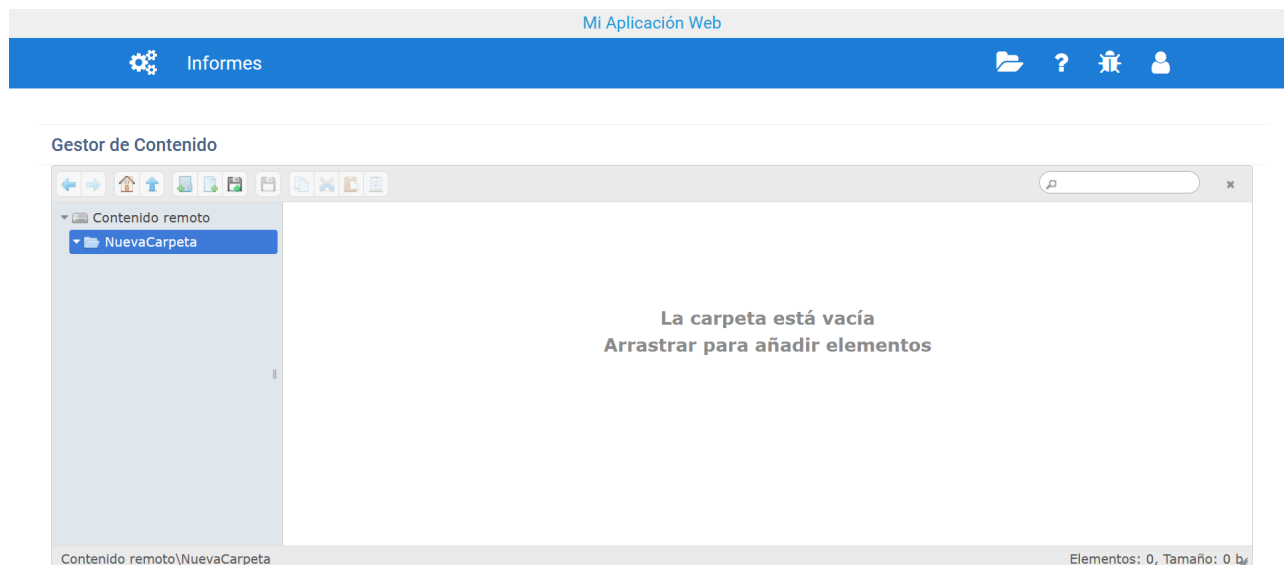 Mi Aplicación Web
Informes
Gestor de Contenido
Contenido remoto
NuevaCarpeta
La carpeta está vacía
Arrastrar para añadir elementos
Contenido remoto\NuevaCarpeta
Elementos: 0, Tamaño: 0 b